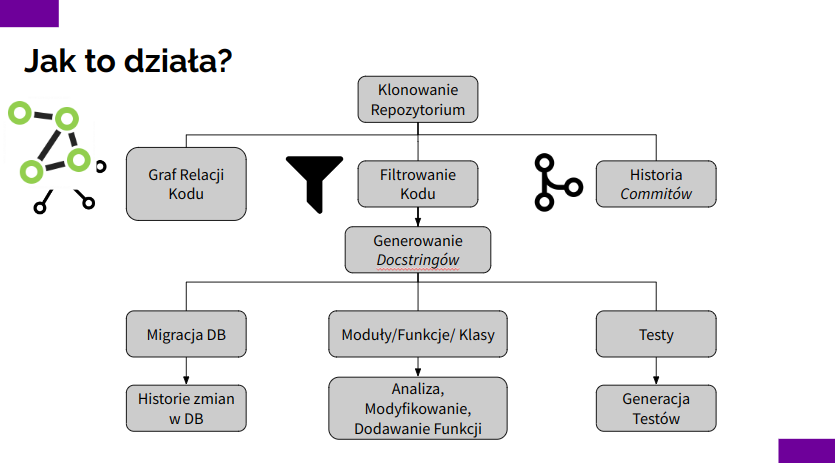 Jak to działa?
Klonowanie
Repozytorium
Graf Relacji
Kodu
Filtrowanie
Kodu
Historia
Commitów
Generowanie
Docstringów
Migracja DB
Moduły/Funkcje/ Klasy
Testy
Historie zmian
w DB
Analiza,
Modyfikowanie,
Dodawanie Funkcji
Generacja
Testów